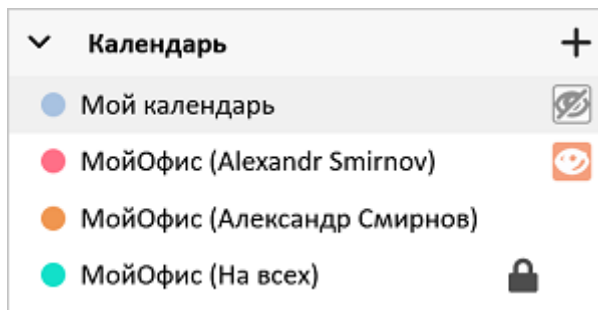 Календарь
Мой календарь
МойОфис (Alexandr Smirnov)
МойОфис (Александр Смирнов)
МойОфис (На всех)